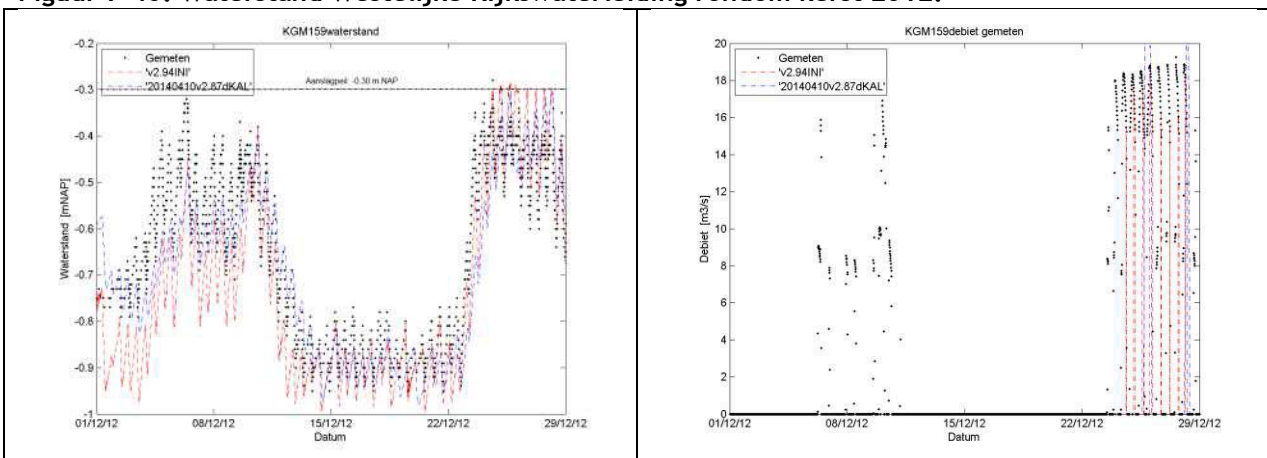 KGM159waterstand
-0.2
-0.3
-0.4
-0.5
-0.6
-0.7
-0.8
-0.9
-1
Waterstand [mNAP]
Gemeten
'v2.94INI'
'20140410v2.87dKAL'
Aanslagpeil: -0.30 m NAP
01/12/12 08/12/12 15/12/12 22/12/12 29/12/12
Datum
KGM159debiet gemeten
20
18
16
14
12
10
8
6
4
2
0
Debiet [m3/s]
Gemeten
'v2.94INI'
'20140410v2.87dKAL'
01/12/12 08/12/12 15/12/12 22/12/12 29/12/12
Datum